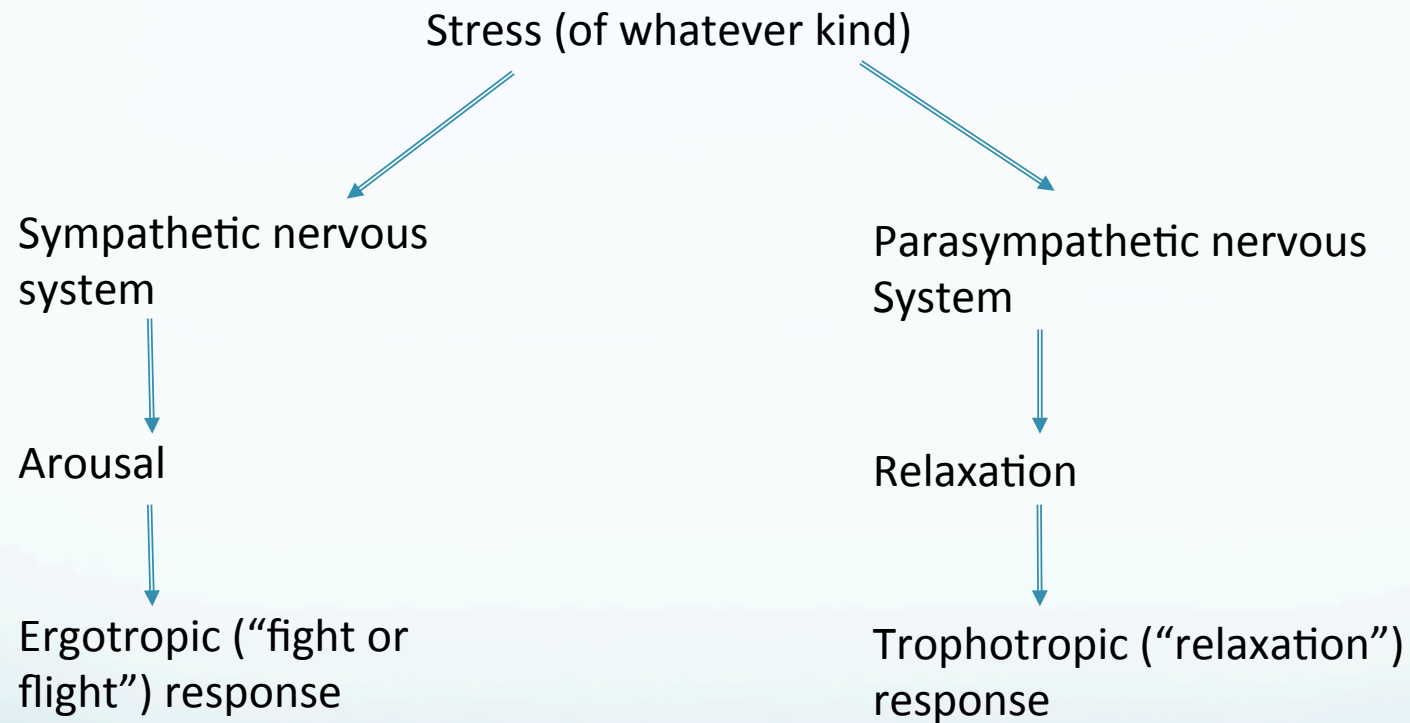 Stress (of whatever kind)
Sympathetic nervous
system
Arousal
Ergotropic (“fight or
flight”) response
Parasympathetic nervous
System
Relaxation
Trophotropic (“relaxation”)
response